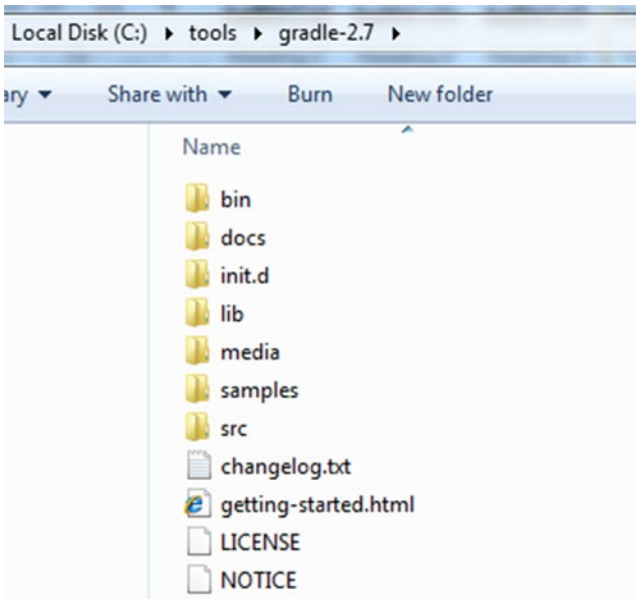 Local Disk (C:) ▸ tools ▸ gradle-2.7 ▸
ary ▾ Share with ▾ Burn New folder
Name
bin
docs
init.d
lib
media
samples
src
changelog.txt
getting-started.html
LICENSE
NOTICE